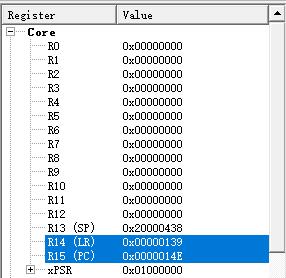 Register Value
Core
R0 0x00000000
R1 0x00000000
R2 0x00000000
R3 0x00000000
R4 0x00000000
R5 0x00000000
R6 0x00000000
R7 0x00000000
R8 0x00000000
R9 0x00000000
R10 0x00000000
R11 0x00000000
R12 0x00000000
R13 (SP) 0x20000438
R14 (LR) 0x00000139
R15 (PC) 0x0000014E
xPSR 0x01000000